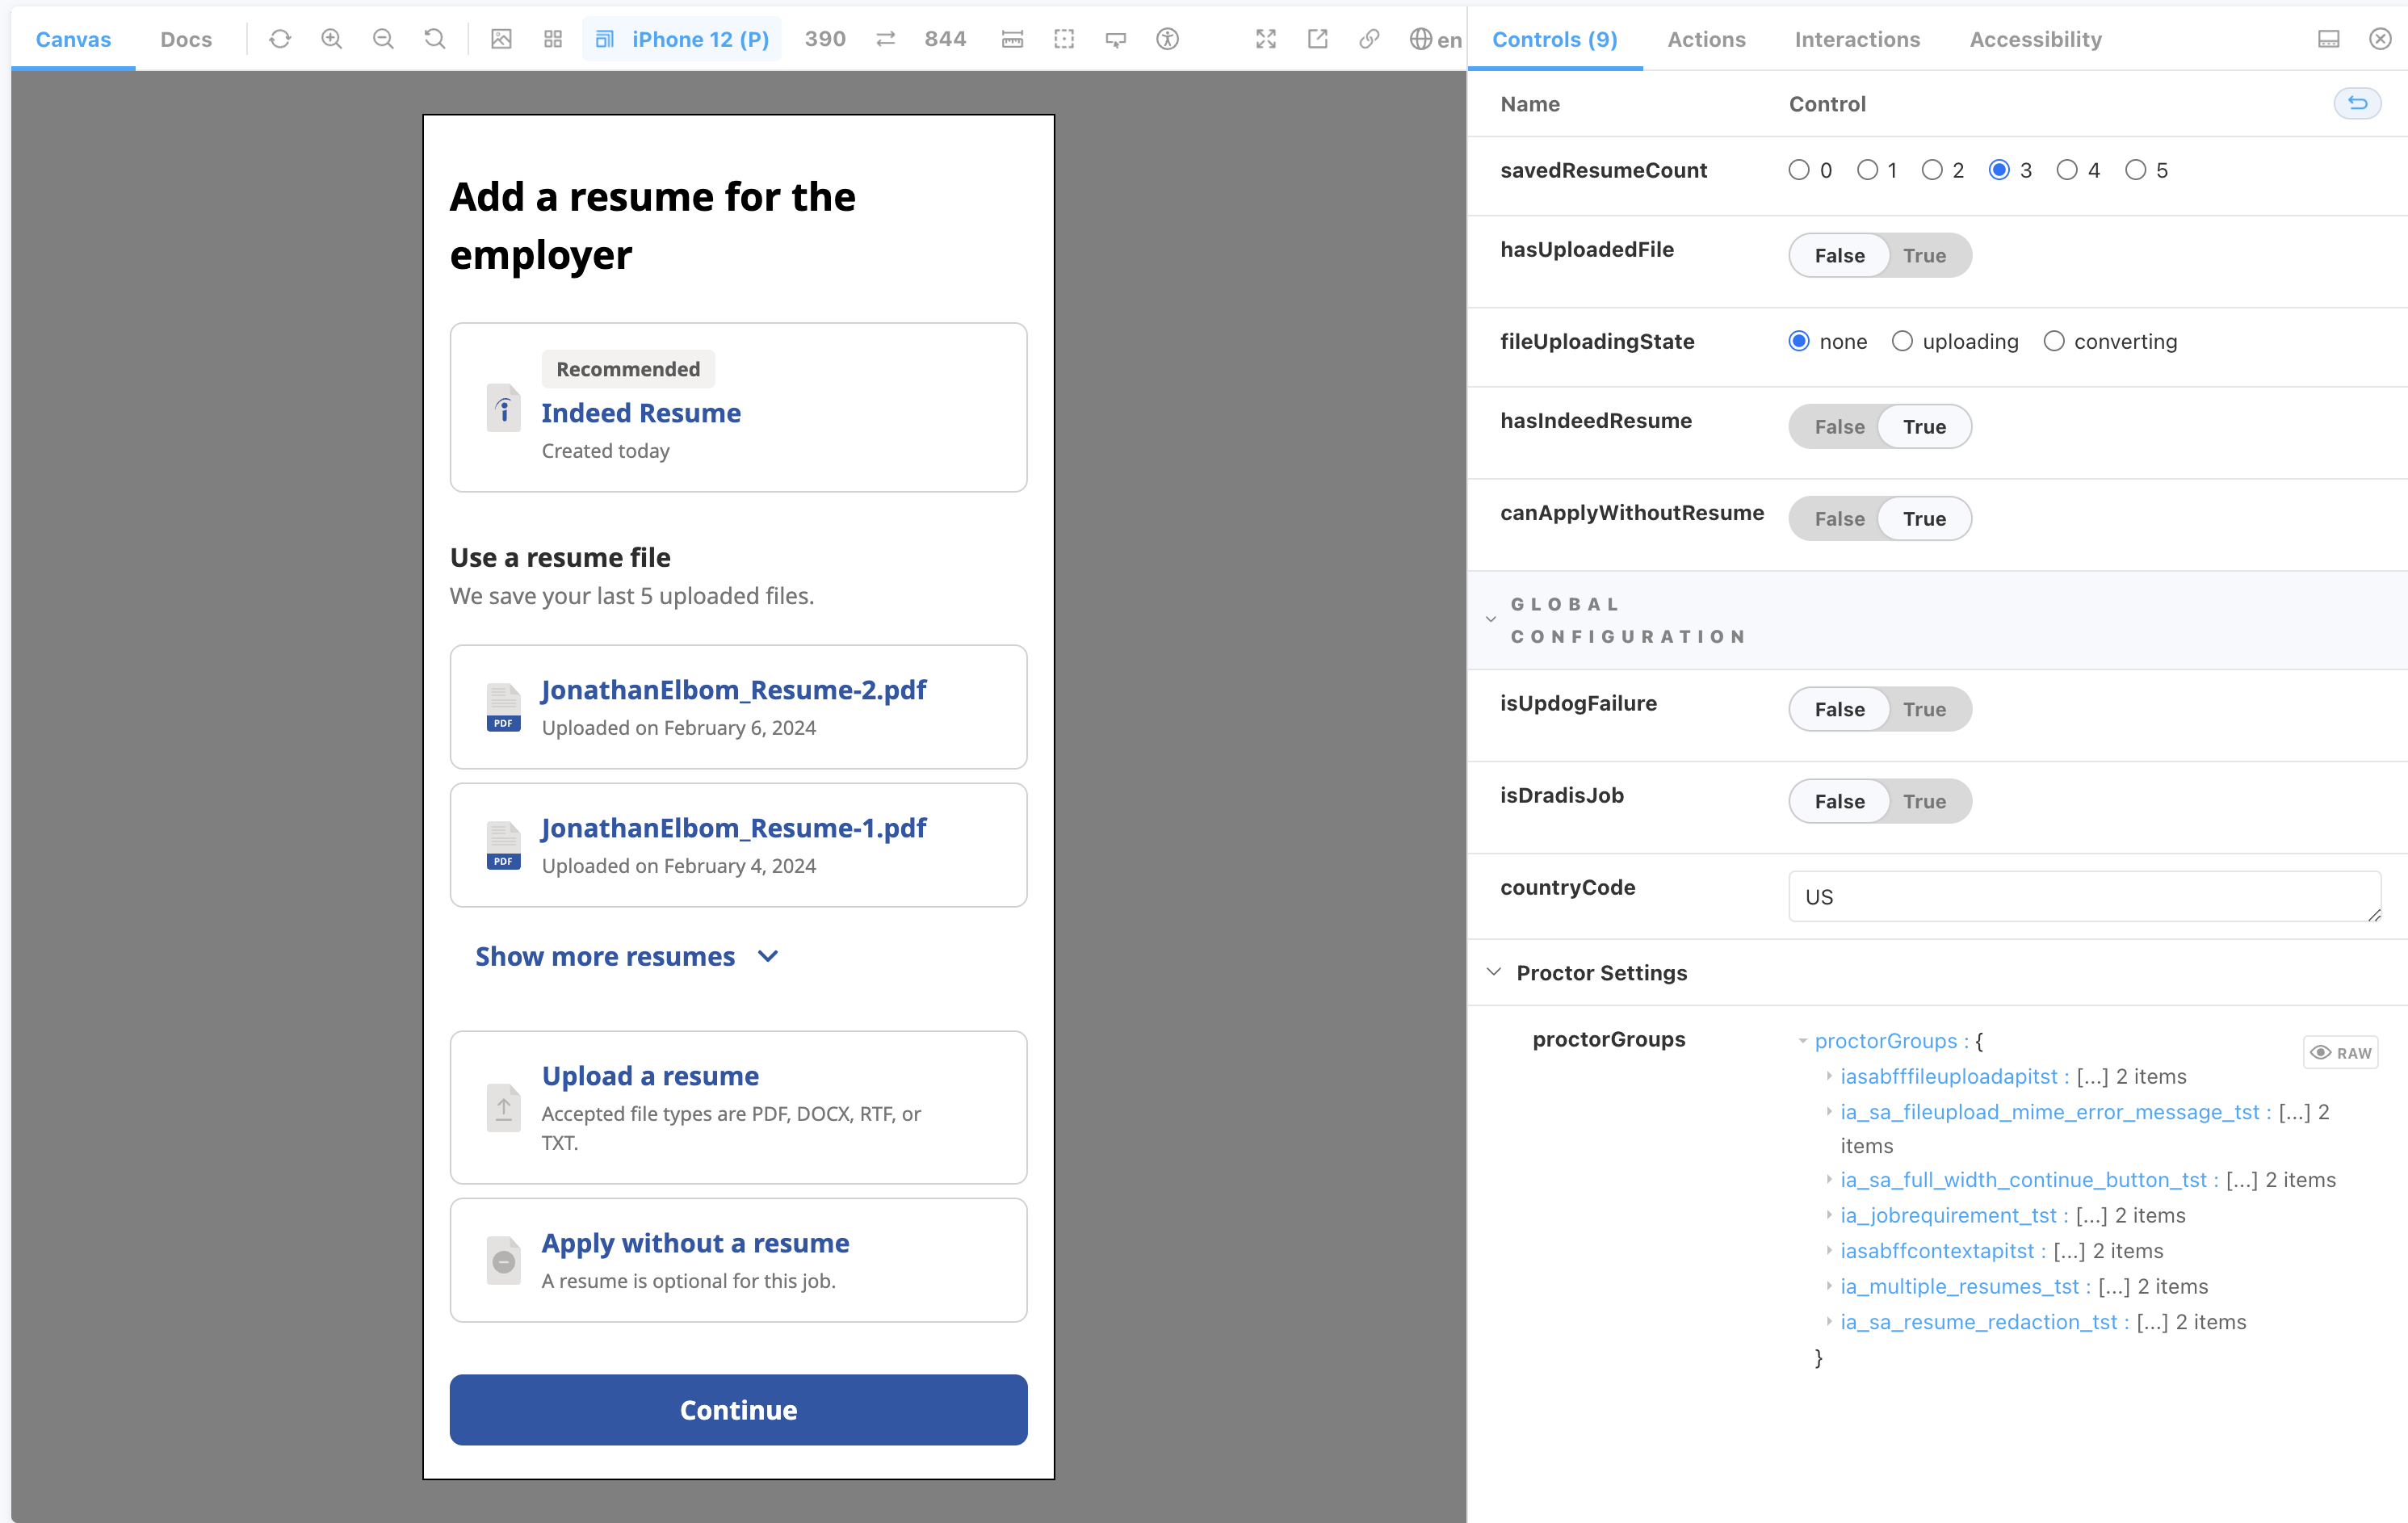 Canvas
Docs
iPhone 12 (P)
390
844
en
Add a resume for the
employer
Recommended
Indeed Resume
Created today
Use a resume file
We save your last 5 uploaded files.
JonathanElbom_Resume-2.pdf
PDF
Uploaded on February 6, 2024
JonathanElbom_Resume-1.pdf
PDF
Uploaded on February 4, 2024
Show more resumes
Upload a resume
Accepted file types are PDF, DOCX, RTF, or
TXT.
Apply without a resume
A resume is optional for this job.
Continue
Controls (9)
Actions
Interactions
Accessibility
Name Control
savedResumeCount 0 1 2 3 4 5
hasUploadedFile False True
fileUploadingState none uploading converting
hasIndeedResume False True
canApplyWithoutResume False True
GLOBAL
CONFIGURATION
isUpdogFailure False True
isDradisJob False True
countryCode US
Proctor Settings
proctorGroups proctorGroups : {
RAW
iasabfffileuploadapitst : [...] 2 items
ia_sa_fileupload_mime_error_message_tst : [...] 2
items
ia_sa_full_width_continue_button_tst : [...] 2 items
ia_jobrequirement_tst : [...] 2 items
iasabffcontextapitst : [...] 2 items
ia_multiple_resumes_tst : [...] 2 items
ia_sa_resume_redaction_tst : [...] 2 items
}